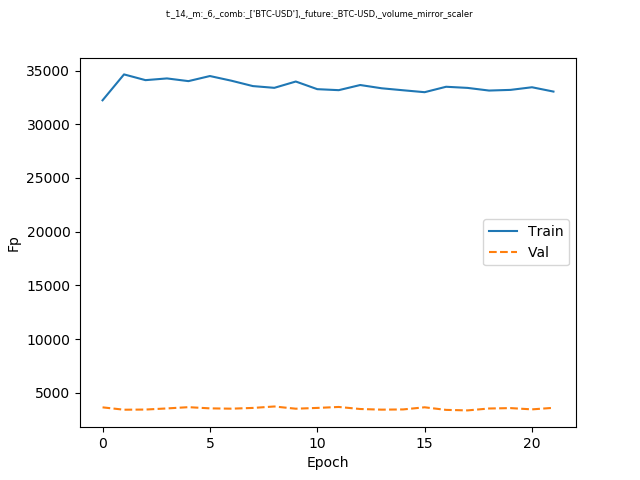 t:_14,_m:_6,_comb:_['BTC-USD'],_future:_BTC-USD,_volume_mirror_scaler
35000
30000
25000
20000
15000
10000
5000
Fp
Train
Val
0 5 10 15 20
Epoch